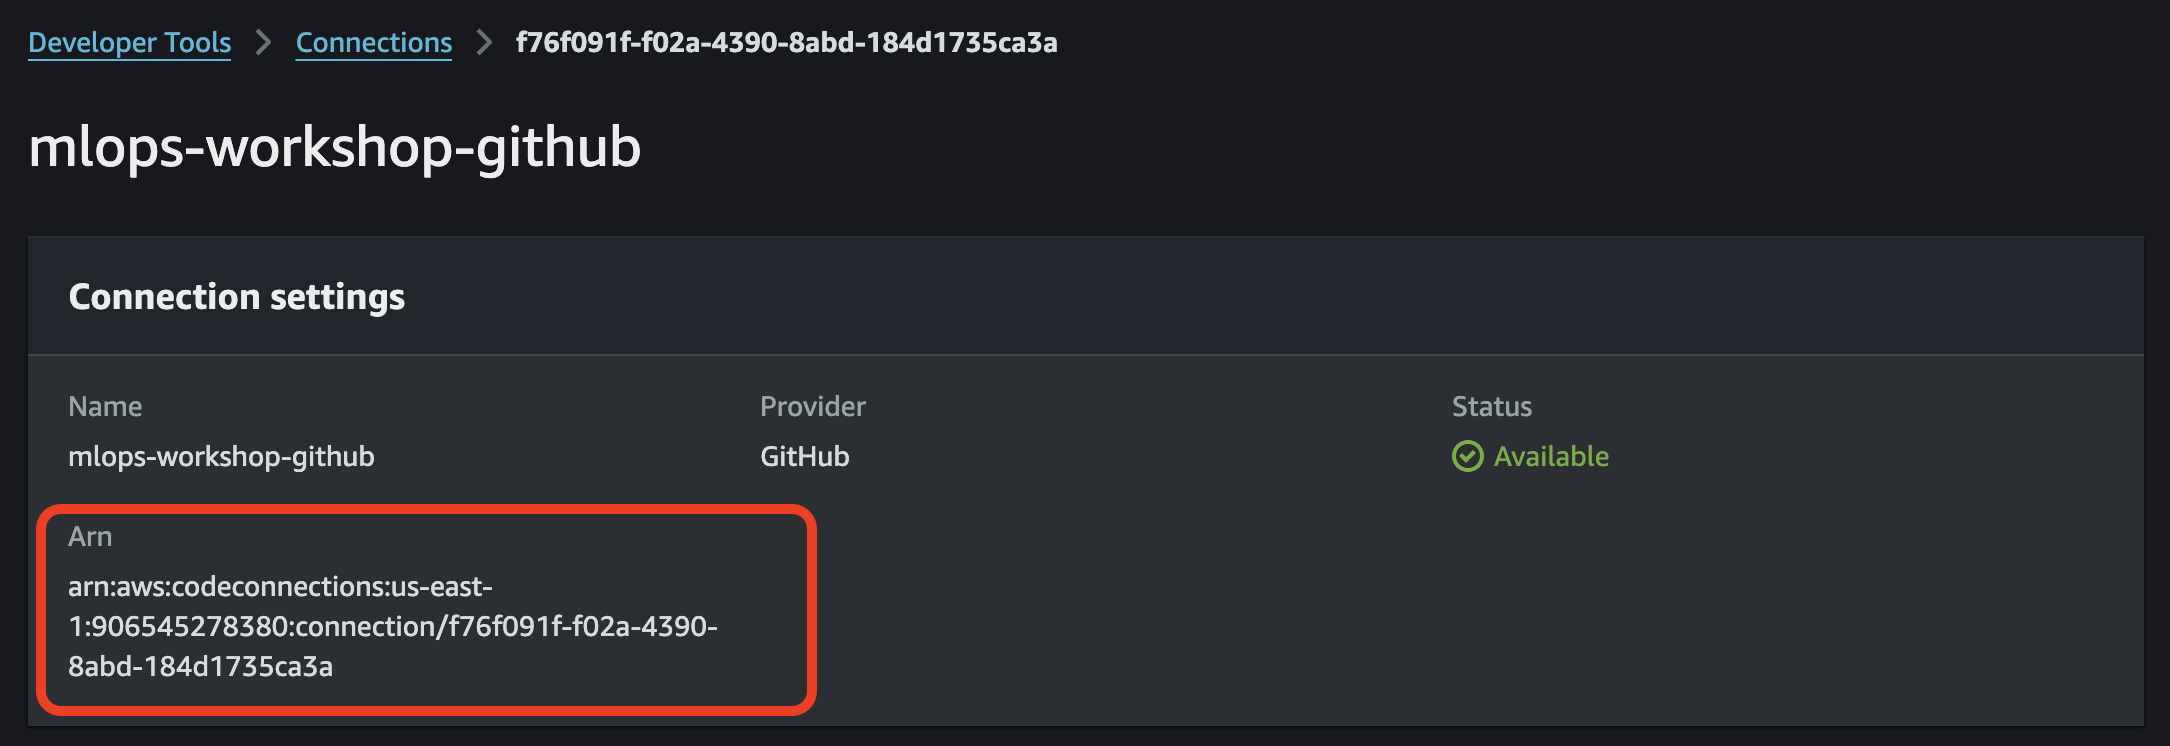 Developer Tools > Connections > f76f091f-f02a-4390-8abd-184d1735ca3a
mlops-workshop-github
Connection settings
Name Provider Status
mlops-workshop-github GitHub Available
Arn
arn:aws:codeconnections:us-east-
1:906545278380:connection/f76f091f-f02a-4390-
8abd-184d1735ca3a